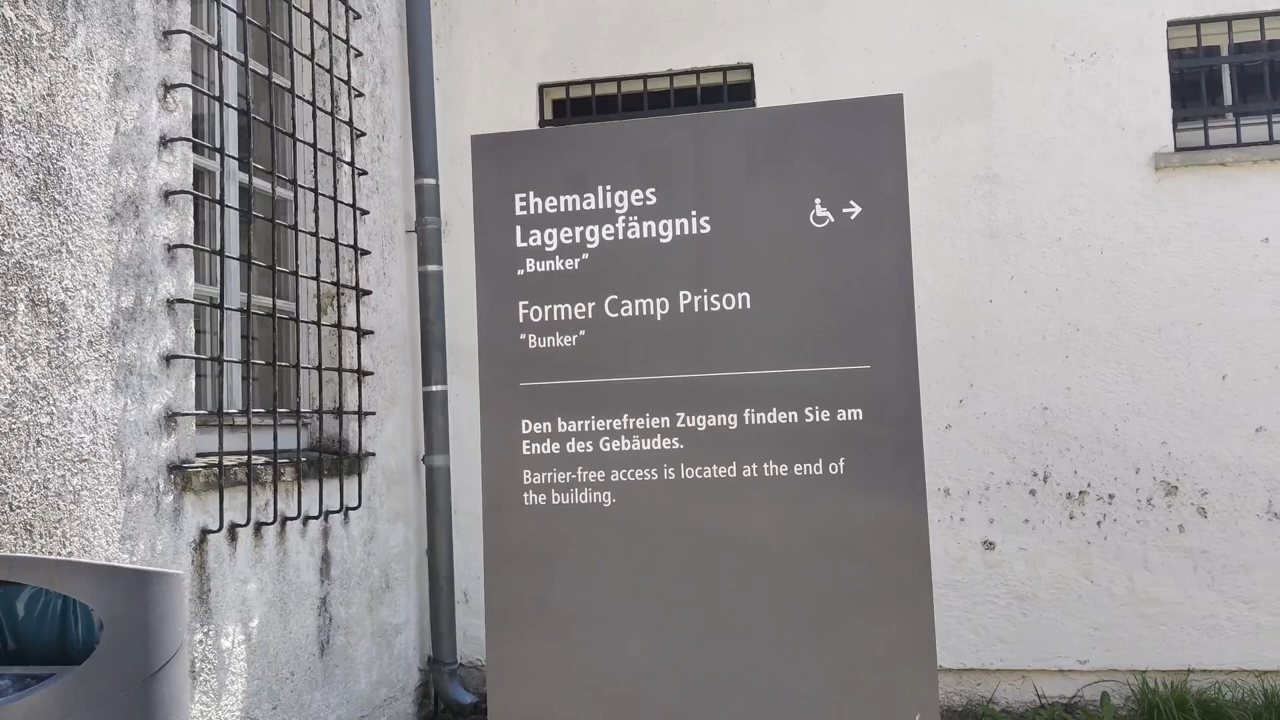 Ehemaliges
Lagergefängnis
„Bunker”
→
Former Camp Prison
“Bunker”
Den barrierefreien Zugang finden Sie am
Ende des Gebäudes.
Barrier-free access is located at the end of
the building.